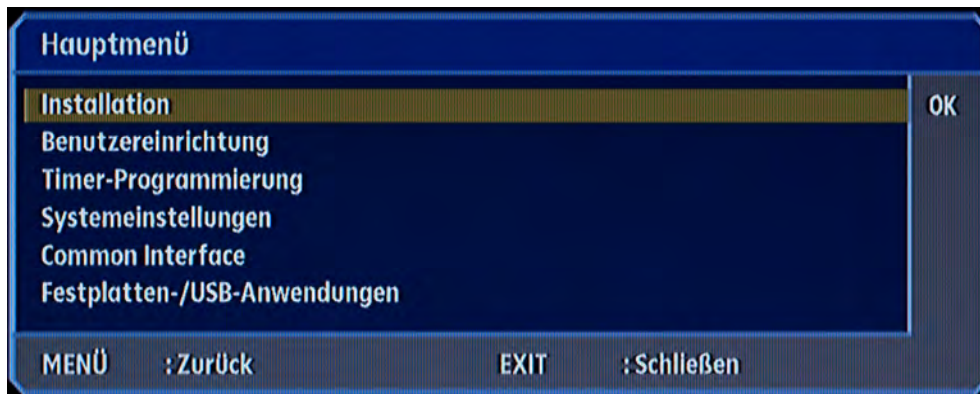 Hauptmenü
Installation OK
Benutzereinrichtung
Timer-Programmierung
Systemeinstellungen
Common Interface
Festplatten-/USB-Anwendungen
MENÜ : Zurück EXIT : Schließen